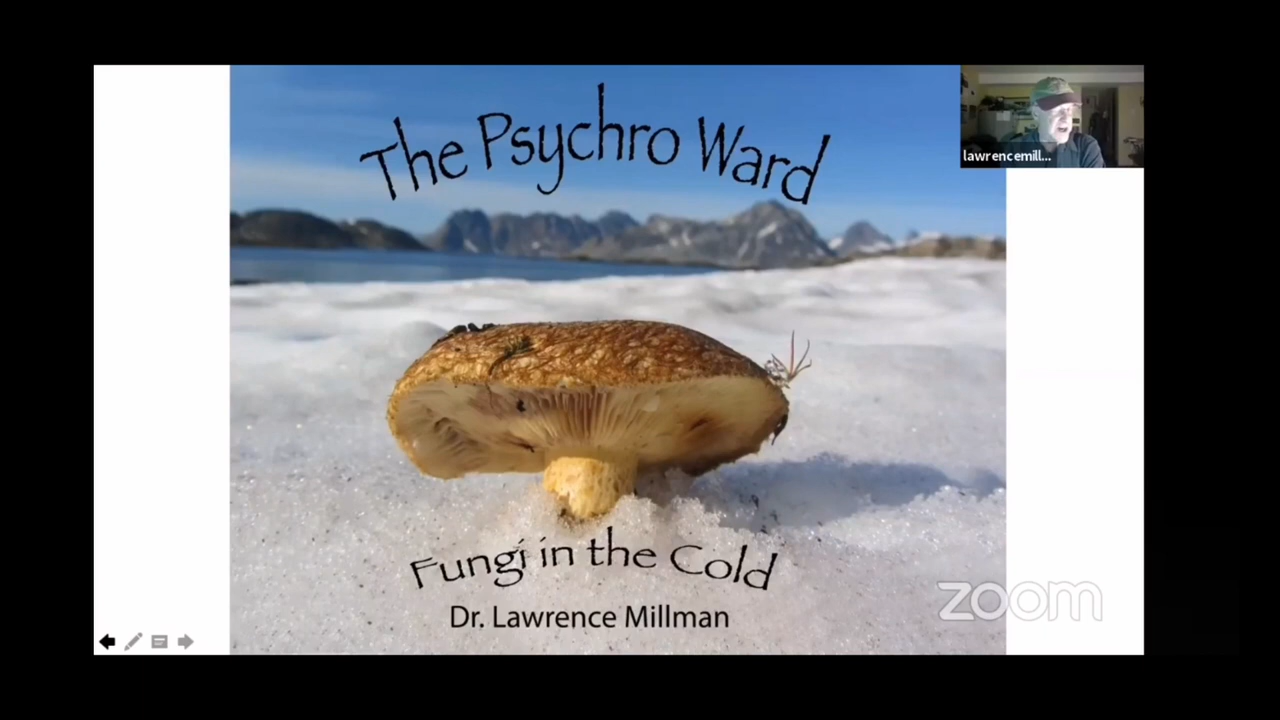 The Psychro Ward
lawrencemill...
Fungi in the Cold
Dr. Lawrence Millman
zoom